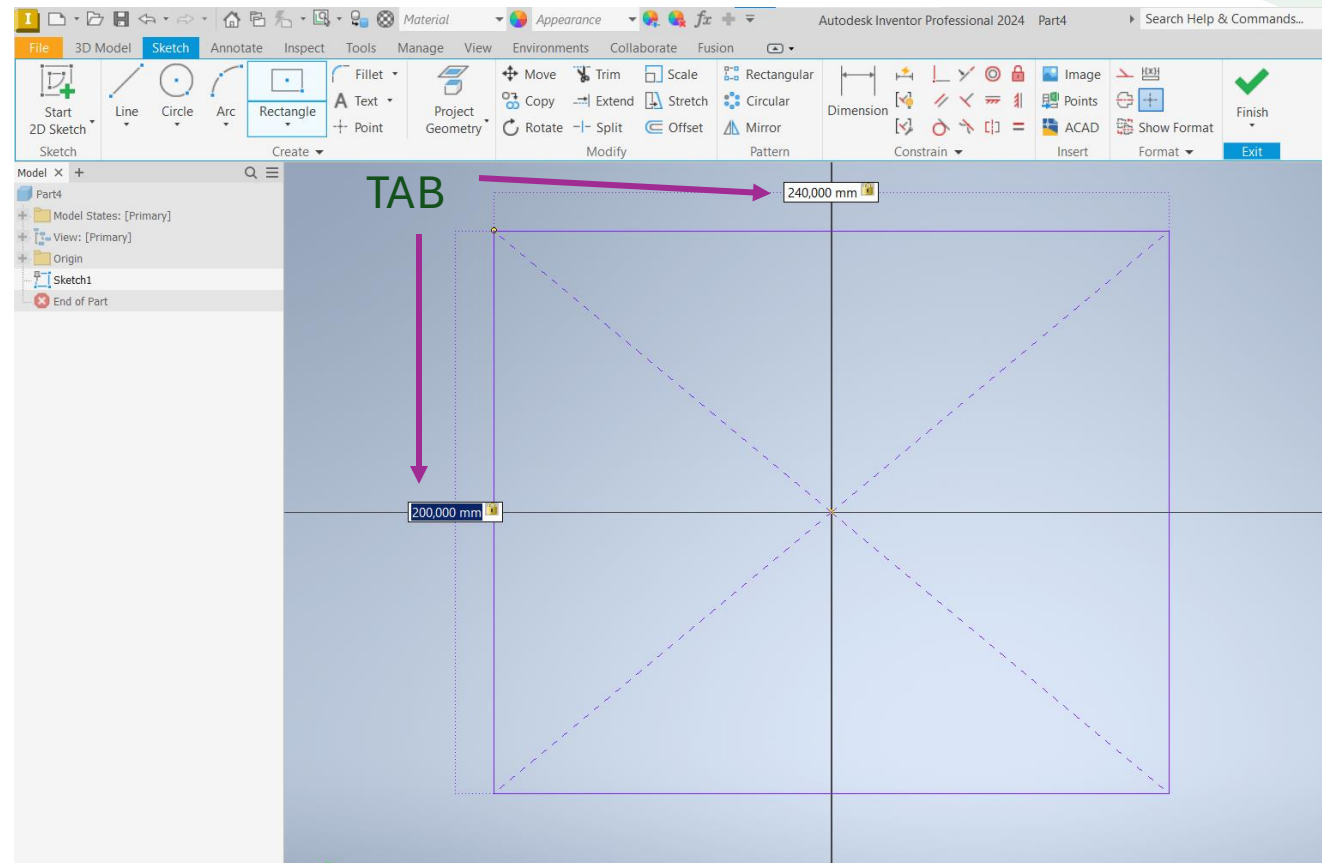 I Material Appearance fx Autodesk Inventor Professional 2024 Part4 Search Help & Commands...
File 3D Model Sketch Annotate Inspect Tools Manage View Environments Collaborate Fusion
Start 2D Sketch Line Circle Arc Rectangle
Fillet
A Text
Point
Project Geometry
Move Trim Scale
Copy Extend Stretch
Rotate Split Offset
Rectangular
Circular
Mirror
Dimension
Image
Points
ACAD
Show Format
Finish
Sketch Create Modify Pattern Constrain Insert Format Exit
Model
Part4
Model States: [Primary]
View: [Primary]
Origin
Sketch1
End of Part
TAB
240,000 mm
200,000 mm